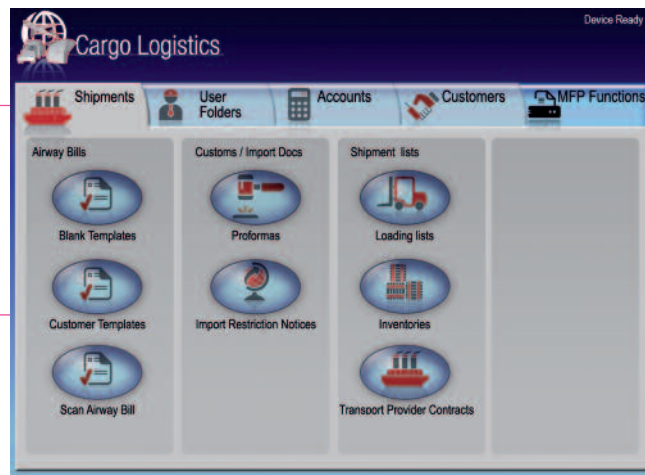 Device Ready
Cargo Logistics
Shipments
User
Folders
Accounts
Customers
MFP Functions
Airway Bills
Customs / Import Docs
Shipment lists
Blank Templates
Proformas
Loading lists
Customer Templates
Import Restriction Notices
Inventories
Scan Airway Bill
Transport Provider Contracts